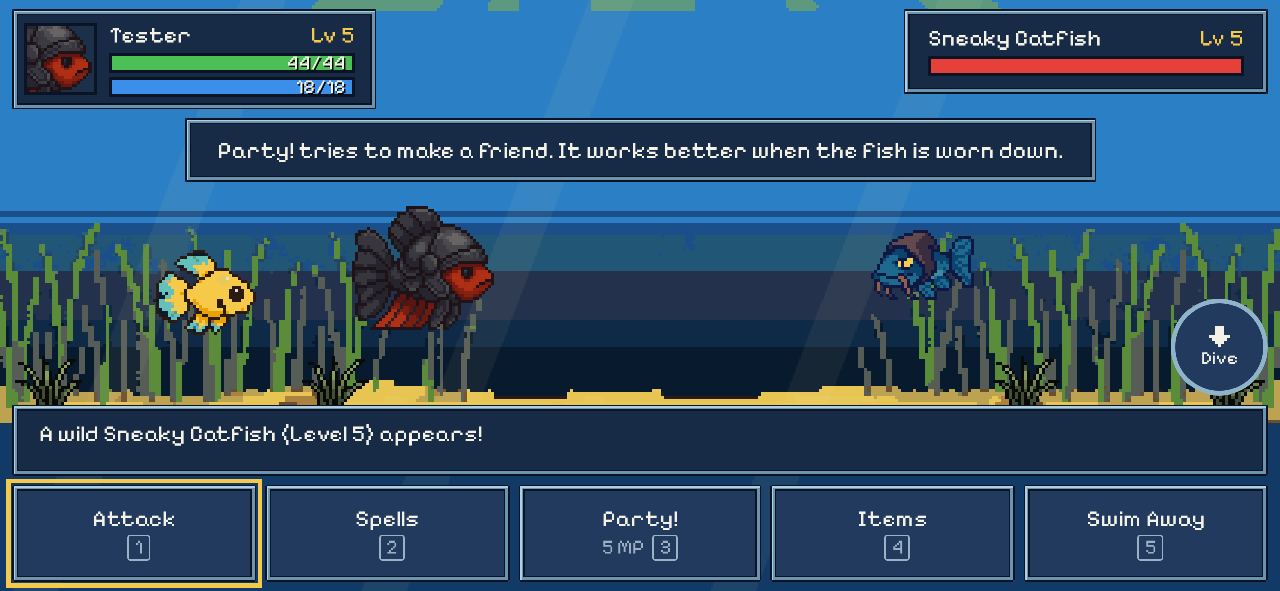 Tester Lv 5
44/44
18/18
Sneaky Catfish Lv 5
Party! tries to make a friend. It works better when the fish is worn down.
Dive
A wild Sneaky Catfish (Level 5) appears!
Attack
1
Spells
2
Party!
5 MP 3
Items
4
Swim Away
5